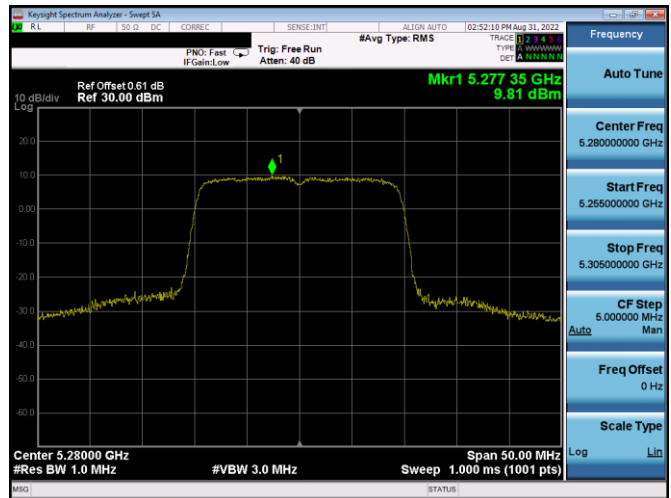 Keysight Spectrum Analyzer - Swept SA
RL RF 50 Ω DC CORREC SENSE:INT ALIGN AUTO 02:52:10 PM Aug 31, 2022
#Avg Type: RMS
TRACE 1 2 3 4 5 6
TYPE A WWWWW
DET A N N N N N
PNO: Fast Trig: Free Run
IFGain:Low Atten: 40 dB
Mkr1 5.277 35 GHz
9.81 dBm
Ref Offset 0.61 dB
10 dB/div Ref 30.00 dBm
Log
1
20.0
10.0
0.00
-10.0
-20.0
-30.0
-40.0
-50.0
-60.0
Center 5.28000 GHz Span 50.00 MHz
#Res BW 1.0 MHz #VBW 3.0 MHz Sweep 1.000 ms (1001 pts)
MSG STATUS
Frequency
Auto Tune
Center Freq
5.280000000 GHz
Start Freq
5.255000000 GHz
Stop Freq
5.305000000 GHz
CF Step
5.000000 MHz
Auto Man
Freq Offset
0 Hz
Scale Type
Log Lin